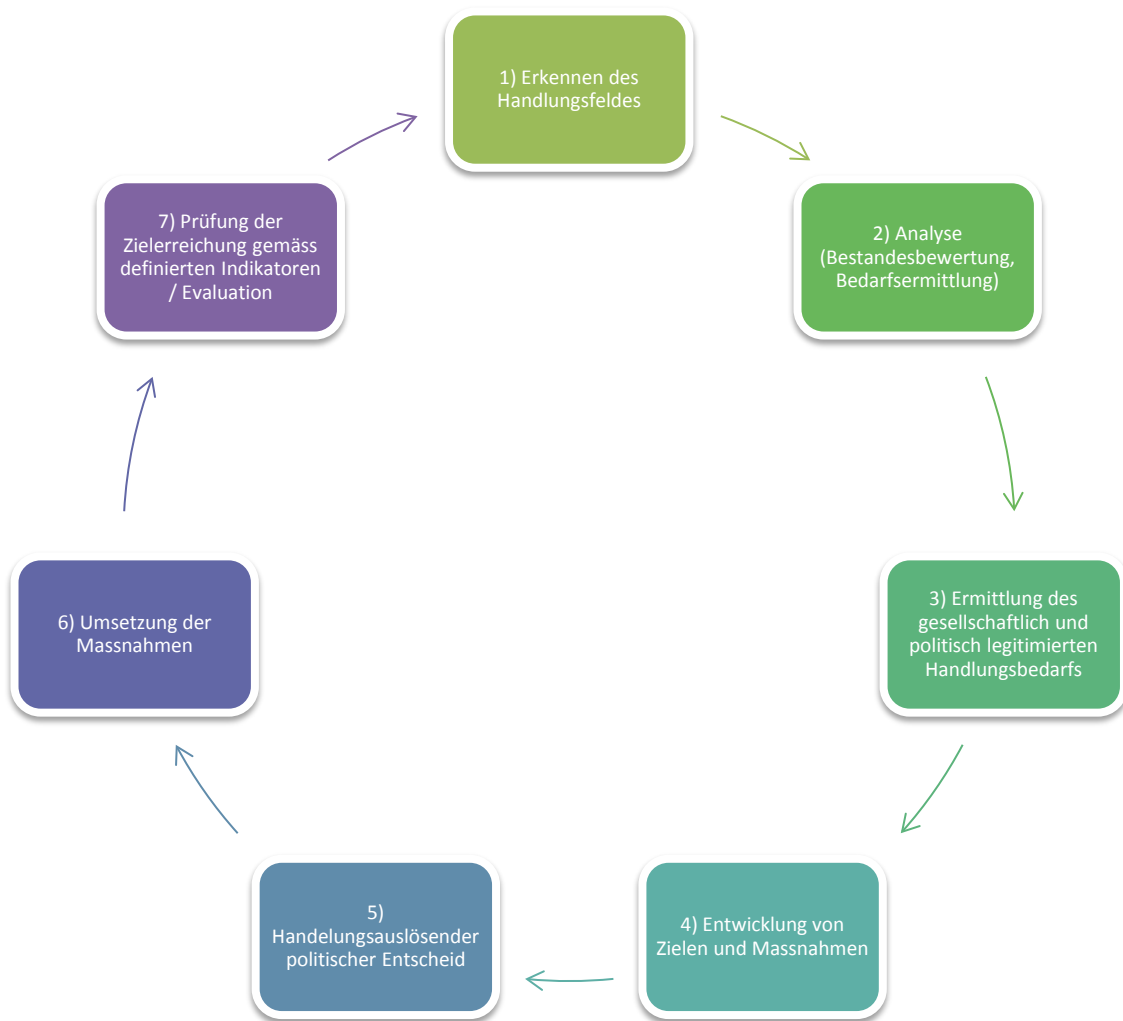 1) Erkennen des
Handlungsfeldes
2) Analyse
(Bestandesbewertung,
Bedarfsermittlung)
3) Ermittlung des
gesellschaftlich und
politisch legitimierten
Handlungsbedarfs
4) Entwicklung von
Zielen und Massnahmen
5)
Handelungsauslösender
politischer Entscheid
6) Umsetzung der
Massnahmen
7) Prüfung der
Zielerreichung gemäss
definierten Indikatoren
/ Evaluation